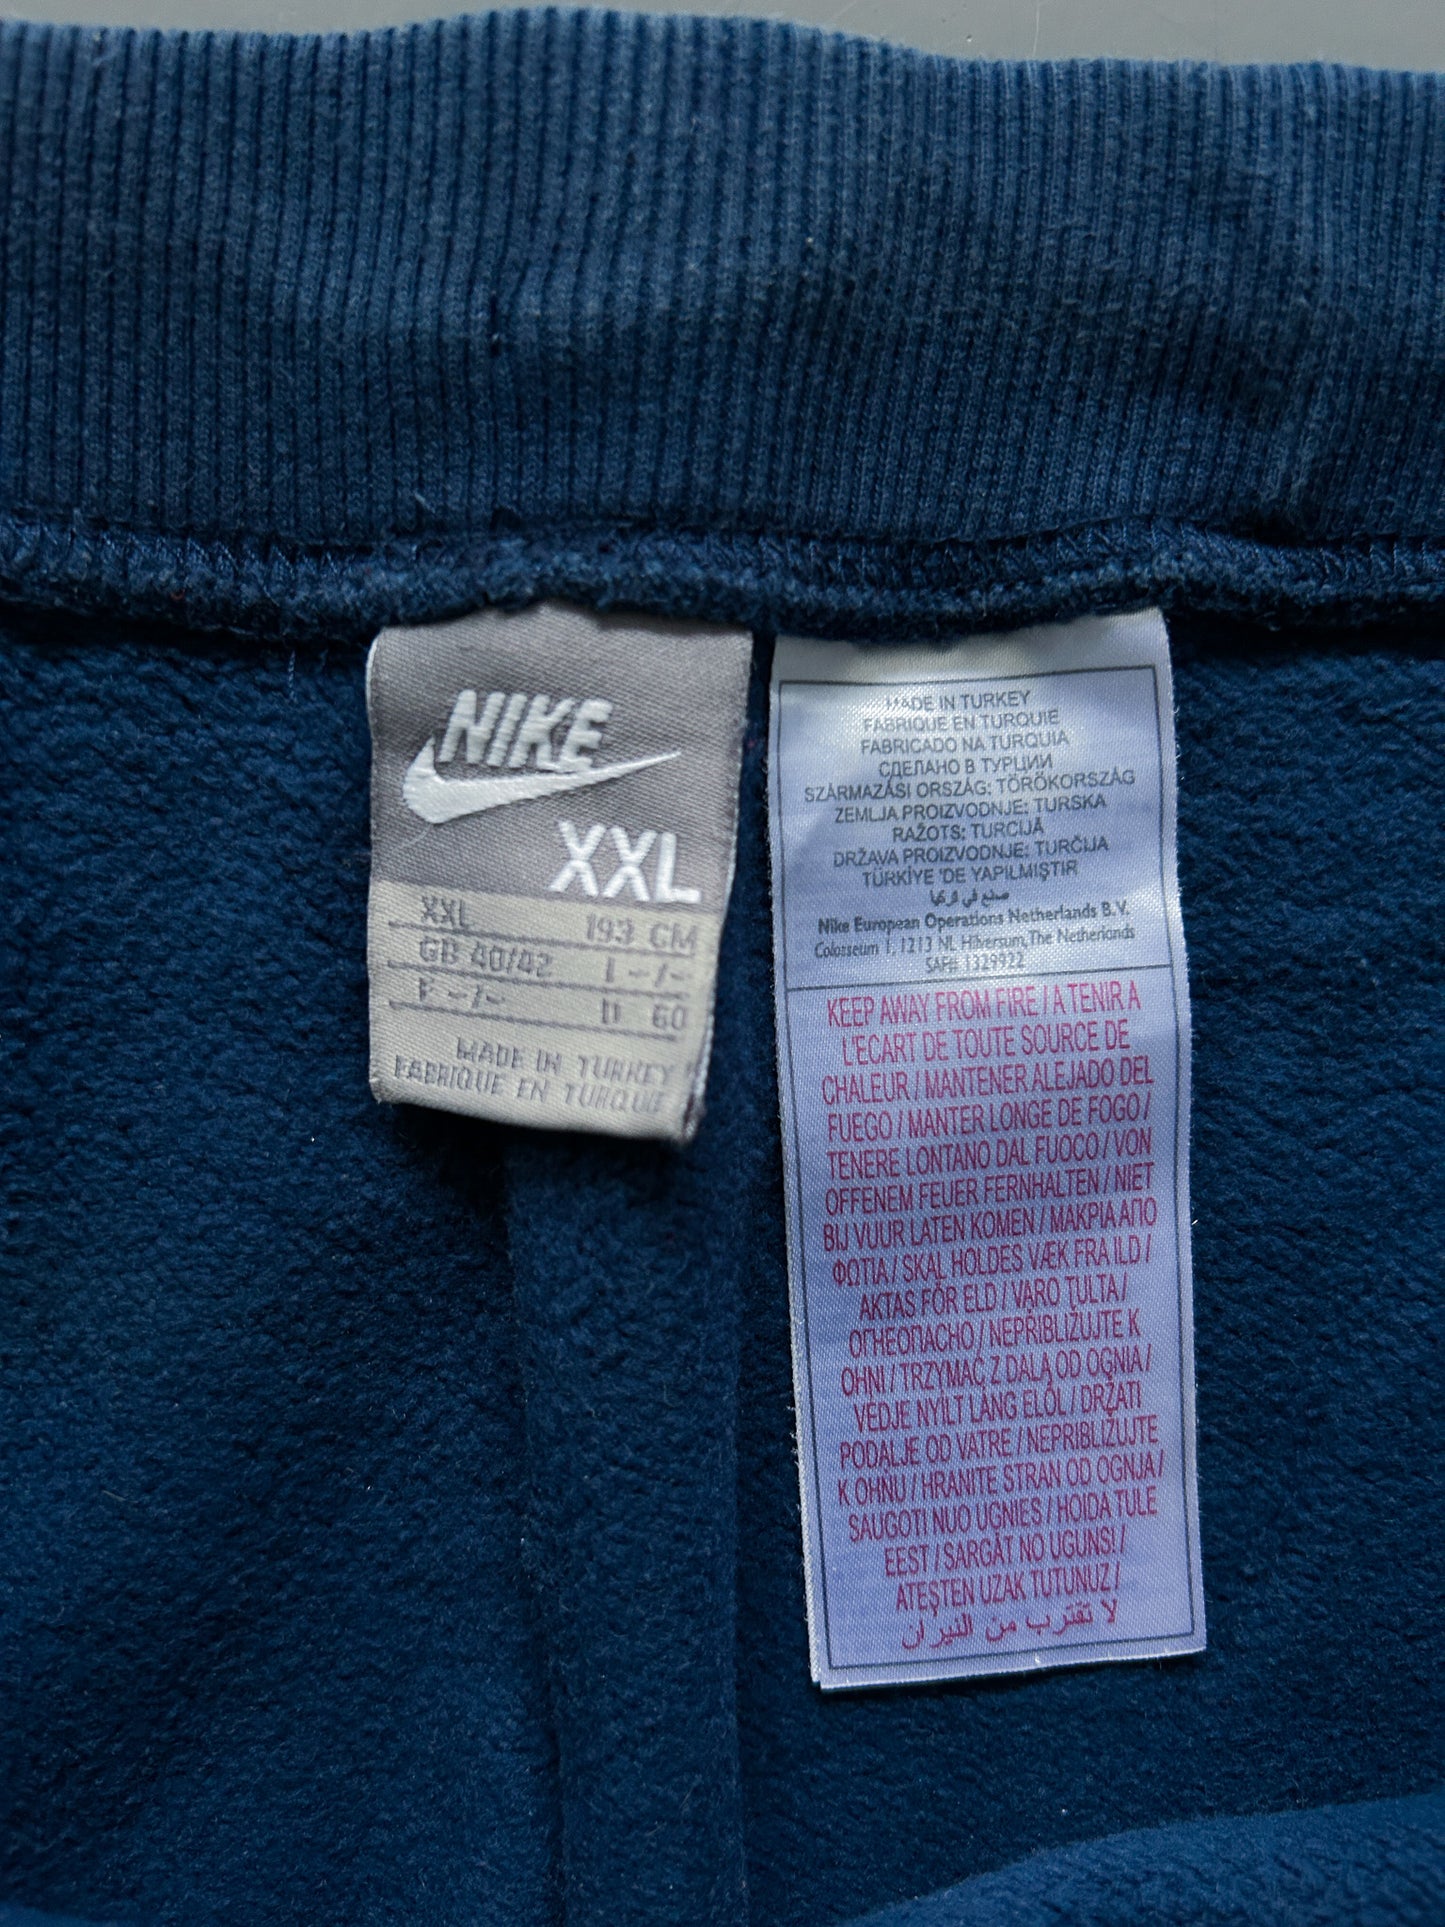 NIKE
XXL
XXL 193 CM
GB 40/42 I -/-
F -/- D 60
MADE IN TURKEY
FABRIQUE EN TURQUIE
MADE IN TURKEY
FABRIQUE EN TURQUIE
FABRICADO NA TURQUIA
СДЕЛАНО В ТУРЦИИ
SZÁRMAZÁSI ORSZÁG: TÖRÖKORSZÁG
ZEMLJA PROIZVODNJE: TURSKA
RAŽOTS: TURCIJĀ
DRŽAVA PROIZVODNJE: TURČIJA
TÜRKİYE 'DE YAPILMIŞTIR
صنع في تركيا
Nike European Operations Netherlands B.V.
Colosseum 1, 1213 NL Hilversum, The Netherlands
SAP# 1329922
KEEP AWAY FROM FIRE / A TENIR A
L'ECART DE TOUTE SOURCE DE
CHALEUR / MANTENER ALEJADO DEL
FUEGO / MANTER LONGE DE FOGO /
TENERE LONTANO DAL FUOCO / VON
OFFENEM FEUER FERNHALTEN / NIET
BIJ VUUR LATEN KOMEN / ΜΑΚΡΙΑ ΑΠΟ
ΦΩΤΙΑ / SKAL HOLDES VÆK FRA ILD /
AKTAS FÖR ELD / VARO TULTA /
ОГНЕОПАСНО / NEPŘIBLIŽUJTE K
OHNI / TRZYMAĆ Z DALĄ OD OGNIA /
VEDJE NYILT LÁNG ELŐL / DRŽATI
PODALJE OD VATRE / NEPRIBLIŽUJTE
K OHŇU / HRANITE STRAN OD OGNJA /
SAUGOTI NUO UGNIES / HOIDA TULE
EEST / SARGĀT NO UGUNS! /
ATEŞTEN UZAK TUTUNUZ /
لا تقترب من النيران